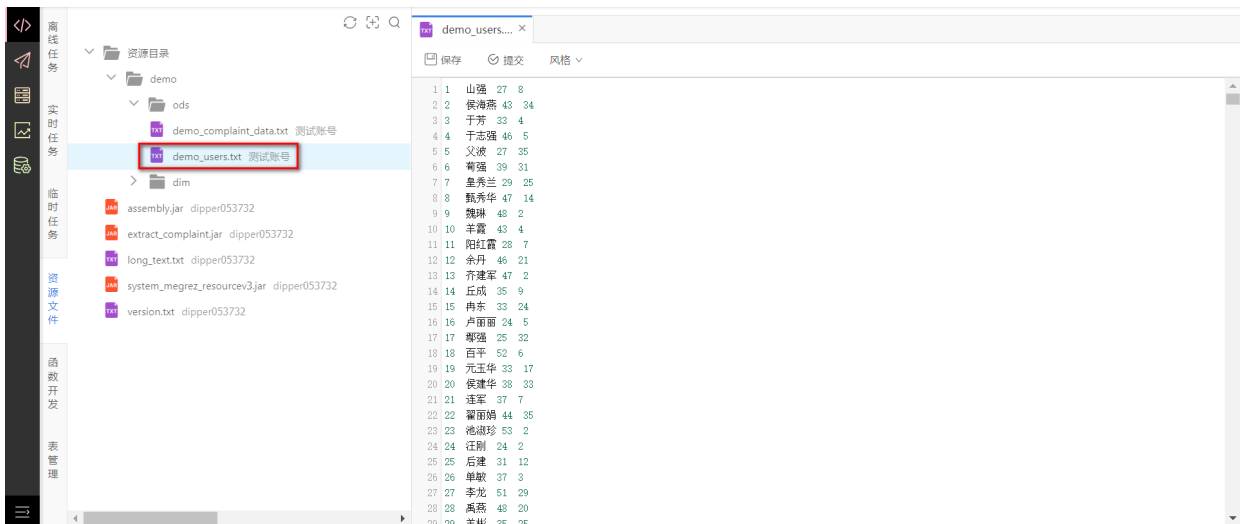 离线任务
实时任务
临时任务
资源文件
函数开发
表管理
资源目录
demo
ods
TXT demo_complaint_data.txt 测试账号
TXT demo_users.txt 测试账号
dim
JAR assembly.jar dipper053732
JAR extract_complaint.jar dipper053732
TXT long_text.txt dipper053732
JAR system_megrez_resourcev3.jar dipper053732
TXT version.txt dipper053732
TXT demo_users.... ×
保存 提交 风格
1 1 山强 27 8
2 2 侯海燕 43 34
3 3 于芳 33 4
4 4 于志强 46 5
5 5 父波 27 35
6 6 荀强 39 31
7 7 皇秀兰 29 25
8 8 甄秀华 47 14
9 9 魏琳 48 2
10 10 羊霞 43 4
11 11 阳红霞 28 7
12 12 余丹 46 21
13 13 齐建军 47 2
14 14 丘成 35 9
15 15 冉东 33 24
16 16 卢丽丽 24 5
17 17 鄢强 25 32
18 18 百平 52 6
19 19 元玉华 33 17
20 20 侯建华 38 33
21 21 连军 37 7
22 22 翟丽娟 44 35
23 23 池淑珍 53 2
24 24 汪刚 24 2
25 25 后建 31 12
26 26 单敏 37 3
27 27 李龙 51 29
28 28 禹燕 48 20